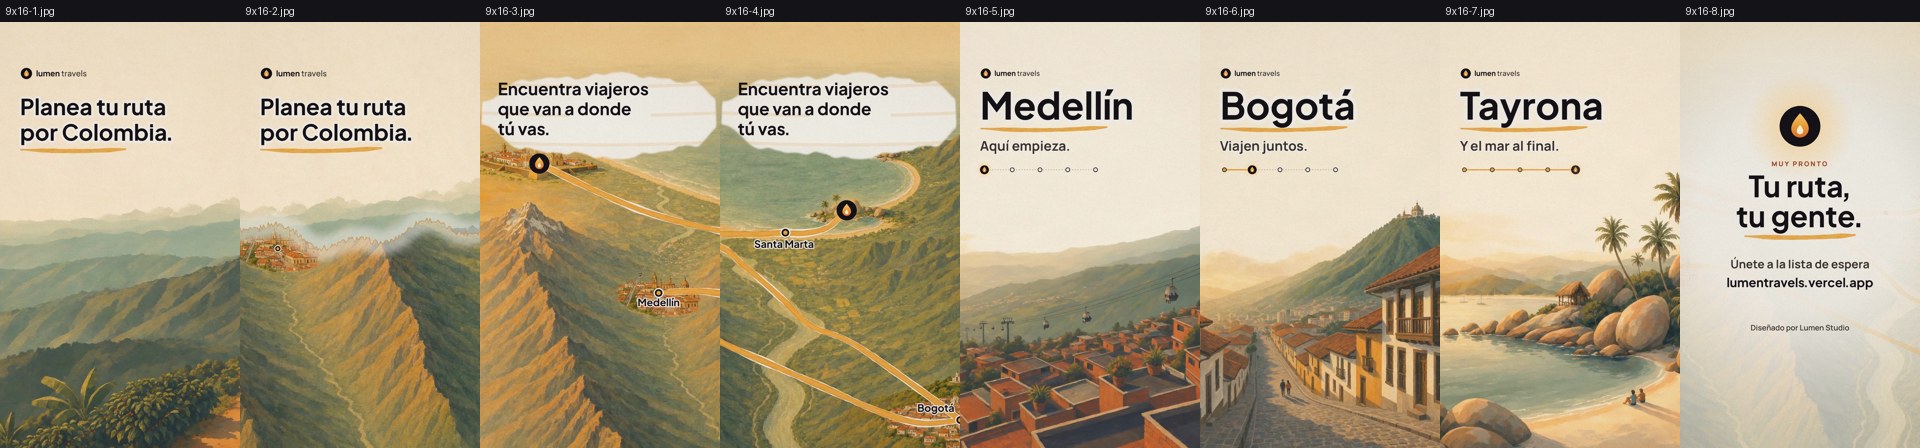 9x16-1.jpg
lumen travels
Planea tu ruta
por Colombia.
9x16-2.jpg
lumen travels
Planea tu ruta
por Colombia.
9x16-3.jpg
Encuentra viajeros
que van a donde
tú vas.
Medellín
9x16-4.jpg
Encuentra viajeros
que van a donde
tú vas.
Santa Marta
Bogotá
9x16-5.jpg
lumen travels
Medellín
Aquí empieza.
9x16-6.jpg
lumen travels
Bogotá
Viajen juntos.
9x16-7.jpg
lumen travels
Tayrona
Y el mar al final.
9x16-8.jpg
MUY PRONTO
Tu ruta,
tu gente.
Únete a la lista de espera
lumentravels.vercel.app
Diseñado por Lumen Studio